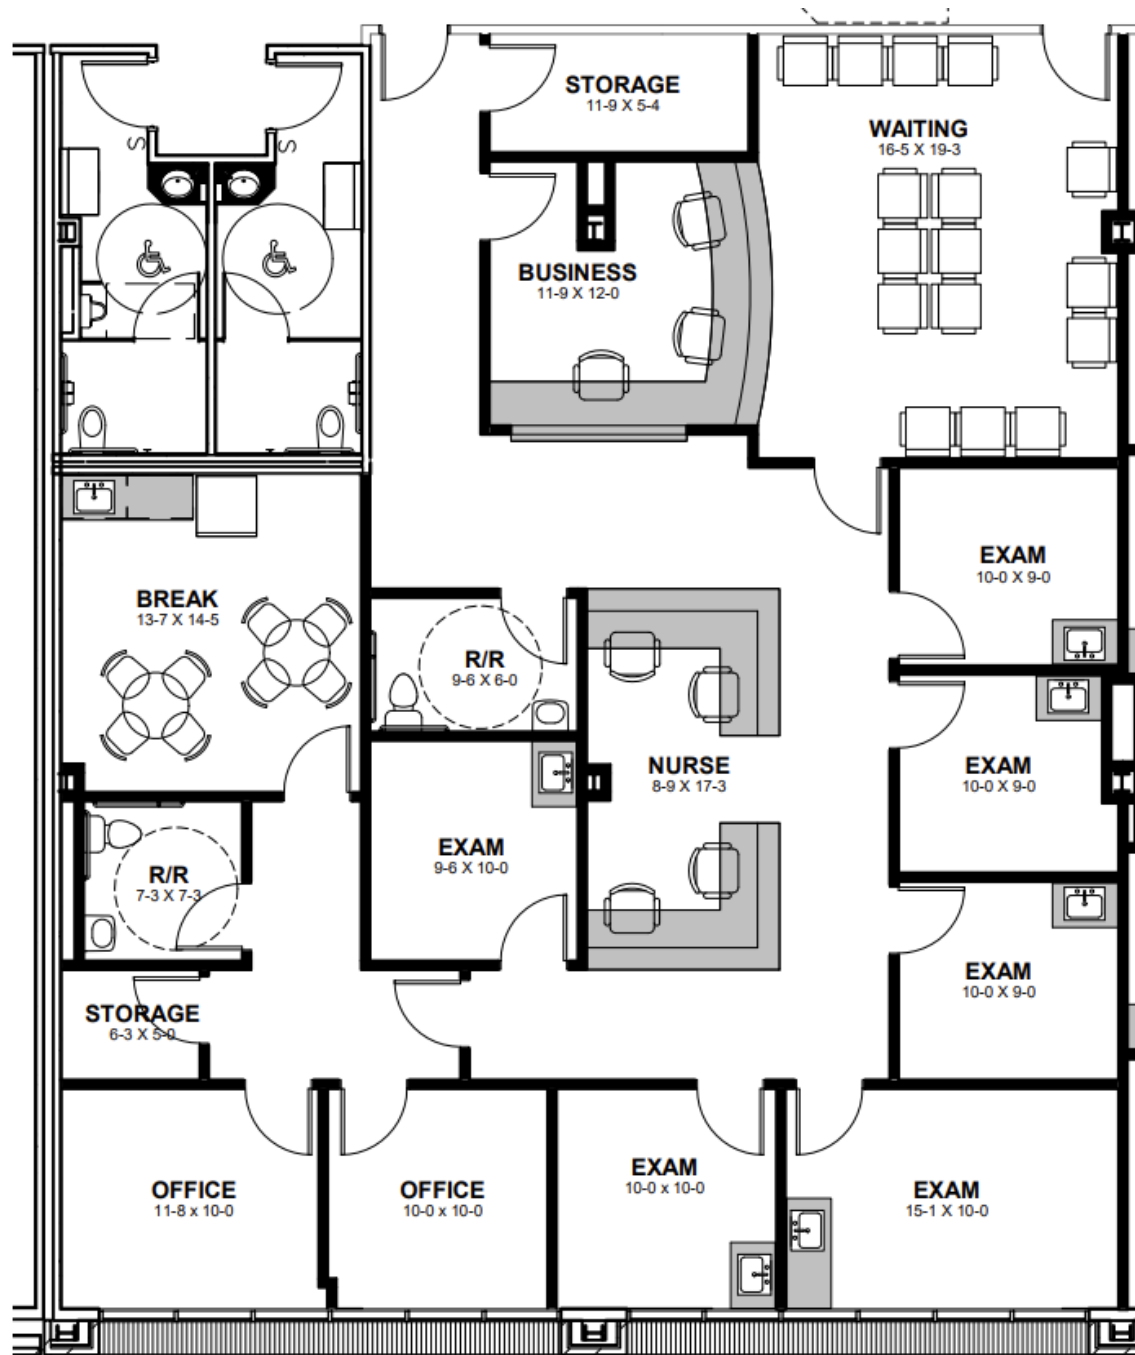 STORAGE
11-9 X 5-4
WAITING
16-5 X 19-3
S
S
BUSINESS
11-9 X 12-0
EXAM
10-0 X 9-0
BREAK
13-7 X 14-5
R/R
9-6 X 6-0
NURSE
8-9 X 17-3
EXAM
10-0 X 9-0
EXAM
9-6 X 10-0
R/R
7-3 X 7-3
EXAM
10-0 X 9-0
STORAGE
6-3 X 5-0
OFFICE
11-8 x 10-0
OFFICE
10-0 x 10-0
EXAM
10-0 x 10-0
EXAM
15-1 X 10-0